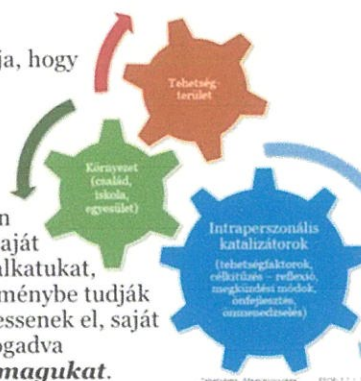 ja, hogy
Tehetség-
terület
Környezet
(család,
iskola,
egyesület)
n
saját
alkatukat,
ménybe tudják
essenek el, saját
ogadva
magukat.
Intraperszonális
katalizátorok
(tehetségfaktorok,
célkitűzés – reflexió,
megküzdési módok,
önfejlesztés,
önmenedzselés)